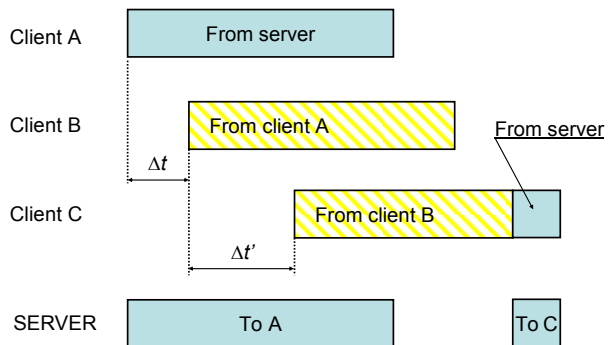 Client A
From server
Client B
From client A
From server
Δt
Client C
From client B
Δt'
SERVER
To A
To C